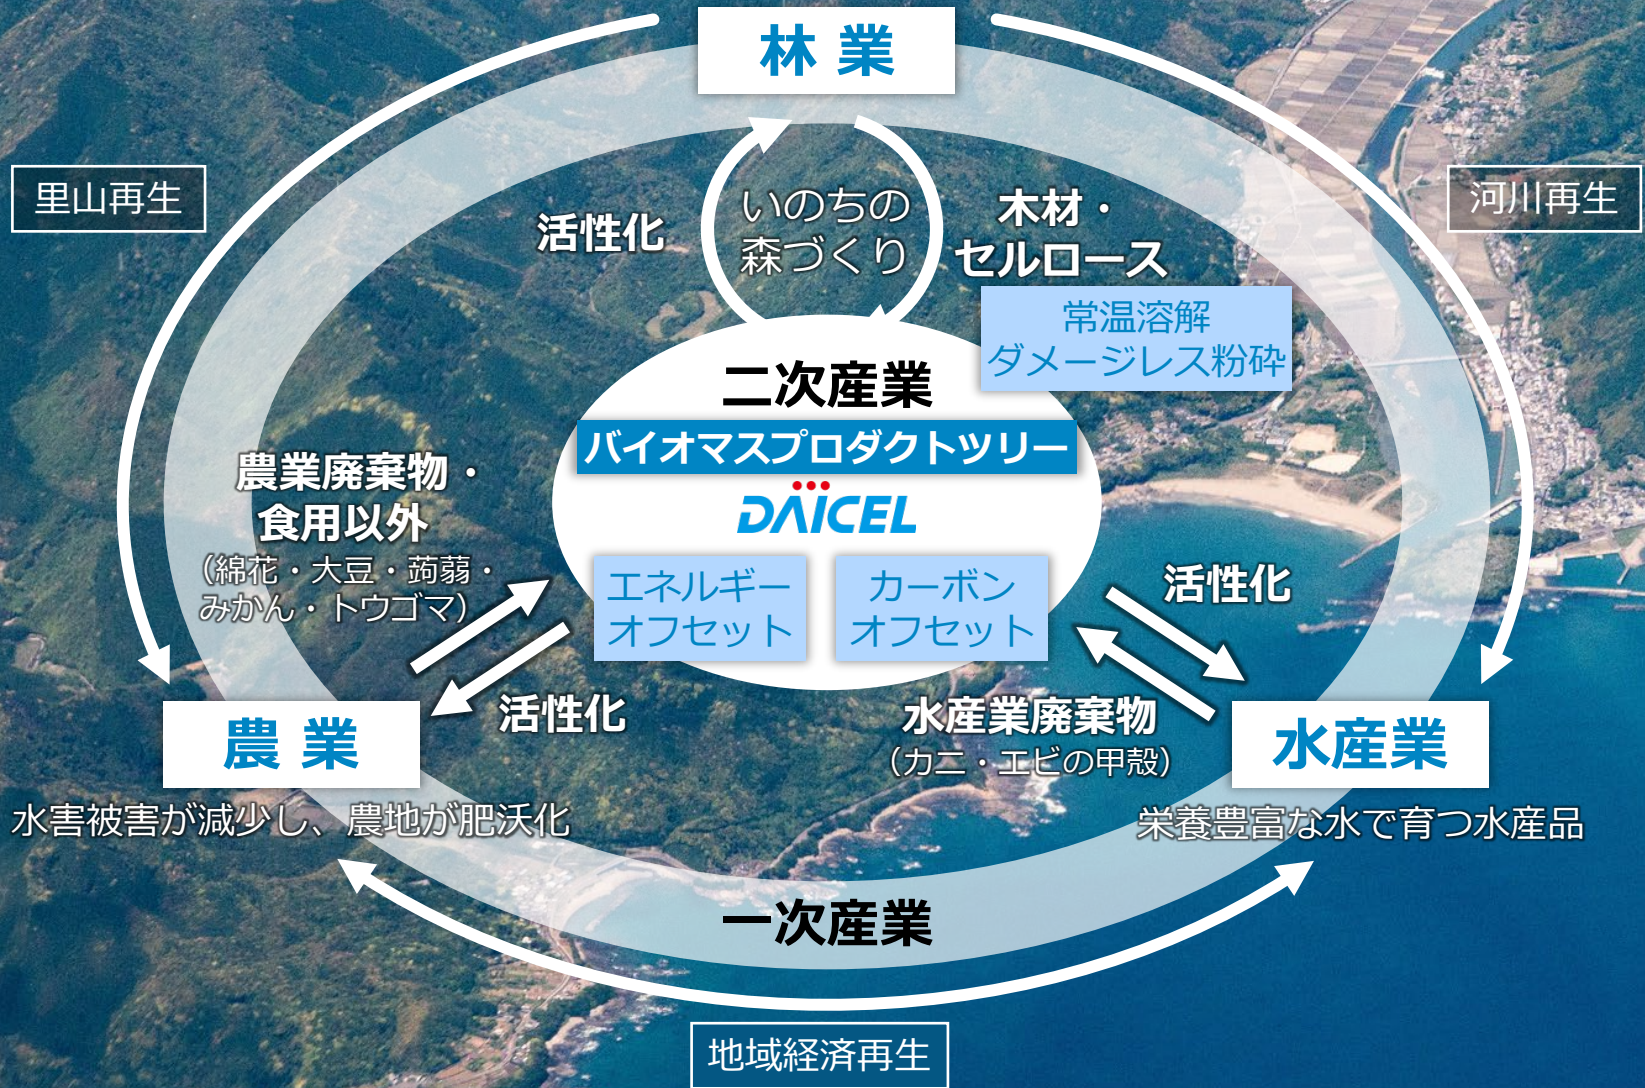 林業
里山再生
河川再生
活性化
いのちの
森づくり
木材・
セルロース
常温溶解
ダメージレス粉砕
二次産業
バイオマスプロダクトツリー
DAICEL
農業廃棄物・
食用以外
（綿花・大豆・蒟蒻・
みかん・トウゴマ）
エネルギー
オフセット
カーボン
オフセット
活性化
活性化
水産業廃棄物
（カニ・エビの甲殻）
農業
水産業
水害被害が減少し、農地が肥沃化
栄養豊富な水で育つ水産品
一次産業
地域経済再生